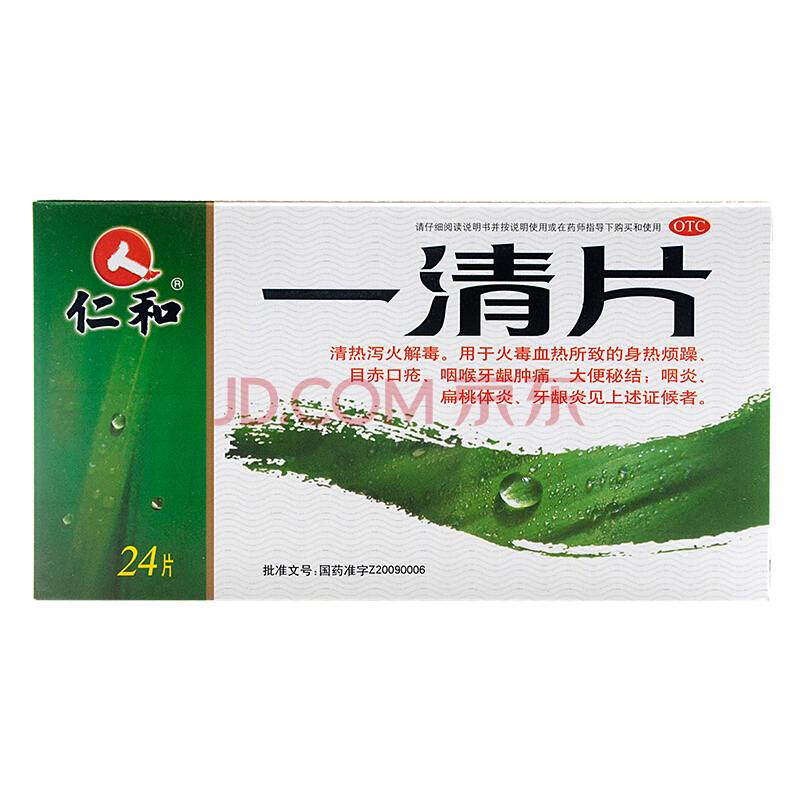 仁和®
24片
请仔细阅读说明书并按说明使用或在药师指导下购买和使用 OTC
一清片
清热泻火解毒。用于火毒血热所致的身热烦躁、
目赤口疮、咽喉牙龈肿痛、大便秘结；咽炎、
扁桃体炎、牙龈炎见上述证候者。
JD.COM 京东
批准文号：国药准字Z20090006